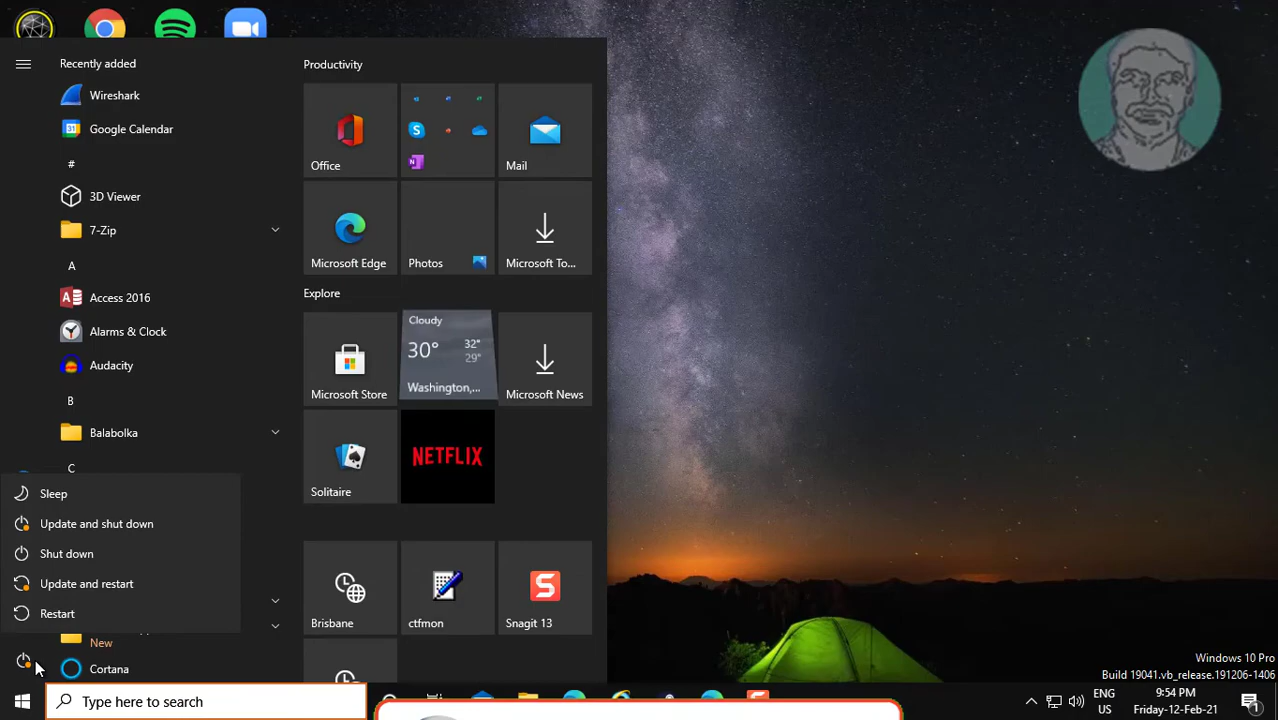 Recently added
Wireshark
Google Calendar
#
3D Viewer
7-Zip
A
Access 2016
Alarms & Clock
Audacity
B
Balabolka
C
Sleep
Update and shut down
Shut down
Update and restart
Restart
New
Cortana
Type here to search
Productivity
Office
Mail
Microsoft Edge
Photos
Microsoft To...
Explore
Microsoft Store
Cloudy
30°
32°
29°
Washington,...
Microsoft News
Solitaire
NETFLIX
Brisbane
ctfmon
Snagit 13
Windows 10 Pro
Build 19041.vb_release.191206-1406
ENG
US
9:54 PM
Friday-12-Feb-21
1